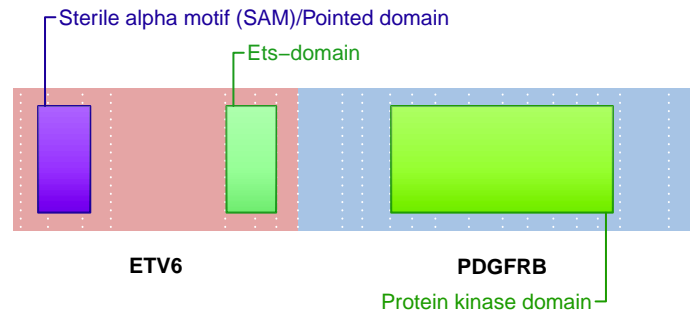 Sterile alpha motif (SAM)/Pointed domain
Ets−domain
ETV6
PDGFRB
Protein kinase domain